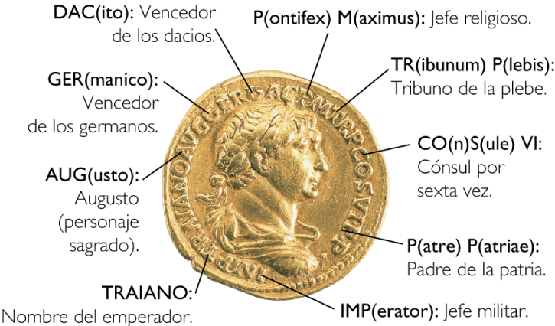 DAC(ito): Vencedor
de los dacios.
P(ontifex) M(aximus): Jefe religioso.
GER(manico):
Vencedor
de los germanos.
TR(ibunum) P(lebis):
Tribuno de la plebe.
AUG(usto):
Augusto
(personaje
sagrado).
CO(n)S(ule) VI:
Cónsul por
sexta vez.
TRAIANO:
Nombre del emperador.
P(atre) P(atriae):
Padre de la patria.
IMP(erator): Jefe militar.